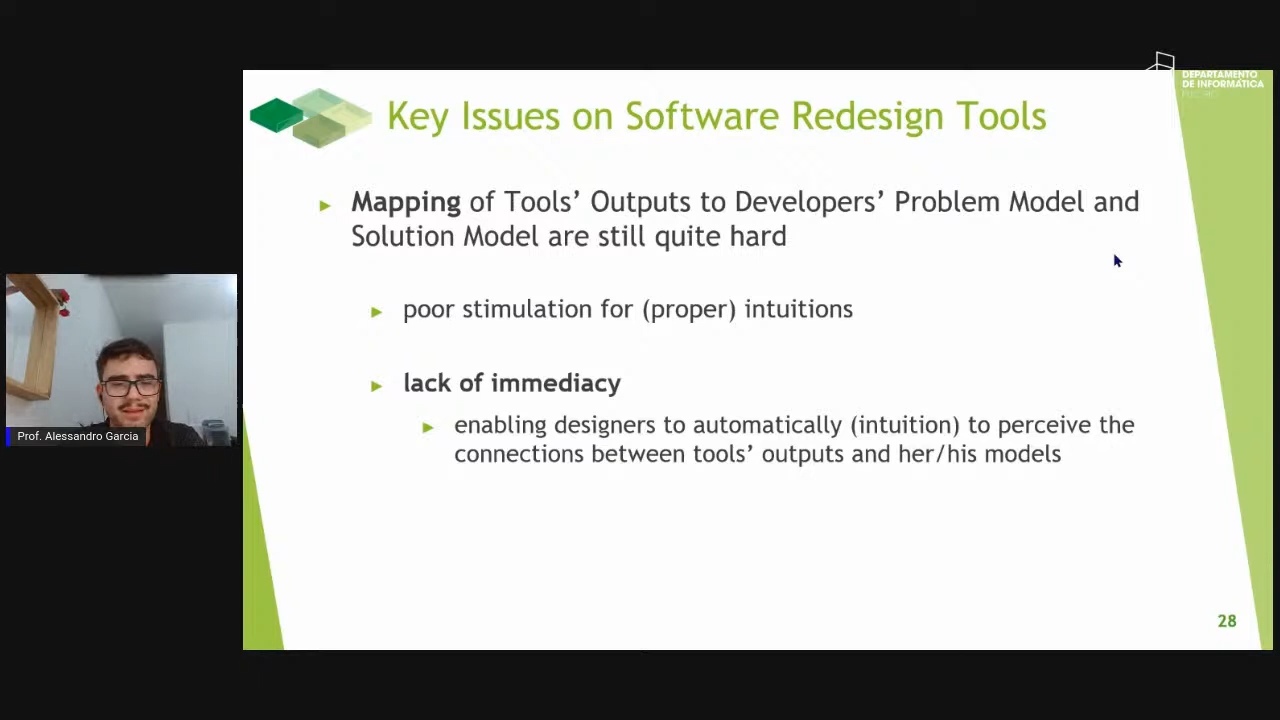 DEPARTAMENTO
DE INFORMÁTICA
Key Issues on Software Redesign Tools
Mapping of Tools’ Outputs to Developers’ Problem Model and
Solution Model are still quite hard
poor stimulation for (proper) intuitions
lack of immediacy
enabling designers to automatically (intuition) to perceive the
connections between tools’ outputs and her/his models
Prof. Alessandro Garcia
28